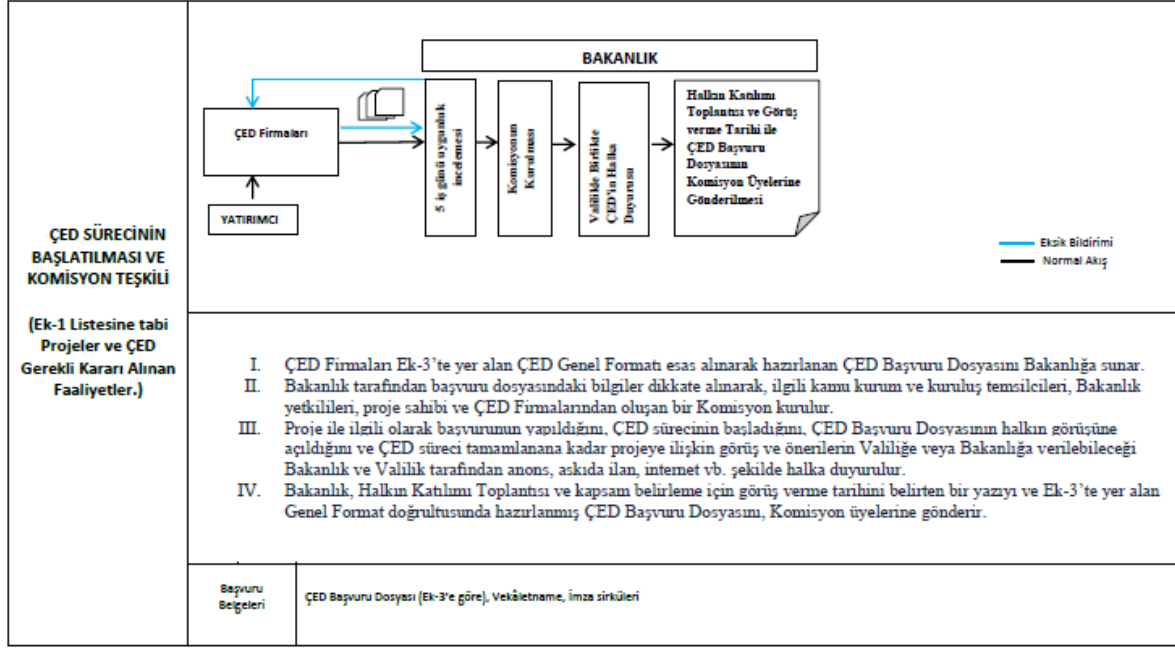 ÇED SÜRECİNİN
BAŞLATILMASI VE
KOMİSYON TEŞKİLİ
(Ek-1 Listesine tabi
Projeler ve ÇED
Gerekli Kararı Alınan
Faaliyetler.)
BAKANLIK
ÇED Firmaları
YATIRIMCI
5 iş günü uygunluk
incelemesi
Komisyonun
Kurulması
Valilikle Birlikte
ÇED'in Halka
Duyurusu
Halkın Katılımı
Toplantısı ve Görüş
verme Tarihi ile
ÇED Başvuru
Dosyasının
Komisyon Üyelerine
Gönderilmesi
Eksik Bildirimi
Normal Akış
I. ÇED Firmaları Ek-3'te yer alan ÇED Genel Formatı esas alınarak hazırlanan ÇED Başvuru Dosyasını Bakanlığa sunar.
II. Bakanlık tarafından başvuru dosyasındaki bilgiler dikkate alınarak, ilgili kamu kurum ve kuruluş temsilcileri, Bakanlık
yetkilileri, proje sahibi ve ÇED Firmalarından oluşan bir Komisyon kurulur.
III. Proje ile ilgili olarak başvurunun yapıldığını, ÇED sürecinin başladığını, ÇED Başvuru Dosyasının halkın görüşüne
açıldığını ve ÇED süreci tamamlanana kadar projeye ilişkin görüş ve önerilerin Valiliğe veya Bakanlığa verilebileceği
Bakanlık ve Valilik tarafından anons, askıda ilan, internet vb. şekilde halka duyurulur.
IV. Bakanlık, Halkın Katılımı Toplantısı ve kapsam belirleme için görüş verme tarihini belirten bir yazıyı ve Ek-3'te yer alan
Genel Format doğrultusunda hazırlanmış ÇED Başvuru Dosyasını, Komisyon üyelerine gönderir.
Başvuru
Belgeleri
ÇED Başvuru Dosyası (Ek-3'e göre), Vekâletname, İmza sirküleri